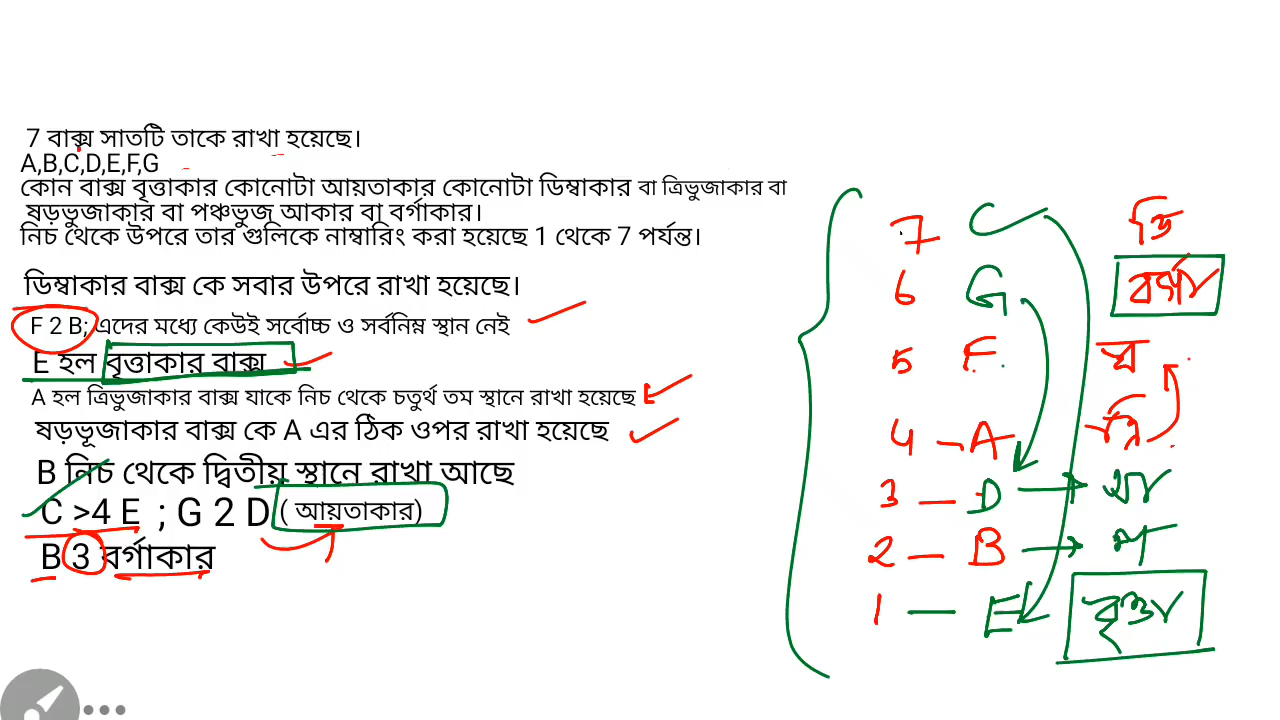 7 বাক্স সাতটি তাকে রাখা হয়েছে।
A,B,C,D,E,F,G
কোন বাক্স বৃত্তাকার কোনোটা আয়তাকার কোনোটা ডিম্বাকার বা ত্রিভুজাকার বা
ষড়ভুজাকার বা পঞ্চভুজ আকার বা বর্গাকার।
নিচ থেকে উপরে তার গুলিকে নাম্বারিং করা হয়েছে 1 থেকে 7 পর্যন্ত।
ডিম্বাকার বাক্স কে সবার উপরে রাখা হয়েছে।
F 2 B; এদের মধ্যে কেউই সর্বোচ্চ ও সর্বনিম্ন স্থান নেই
E হল বৃত্তাকার বাক্স
A হল ত্রিভুজাকার বাক্স যাকে নিচ থেকে চতুর্থ তম স্থানে রাখা হয়েছে
ষড়ভূজাকার বাক্স কে A এর ঠিক ওপর রাখা হয়েছে
B নিচ থেকে দ্বিতীয় স্থানে রাখা আছে
C >4 E ; G 2 D ( আয়তাকার)
B 3 বর্গাকার
7 C ডি
6 G বর্গা
5 F ষ
4 - A ত্রি
3 - D → আ
2 - B → প
1 - E বৃত্তা